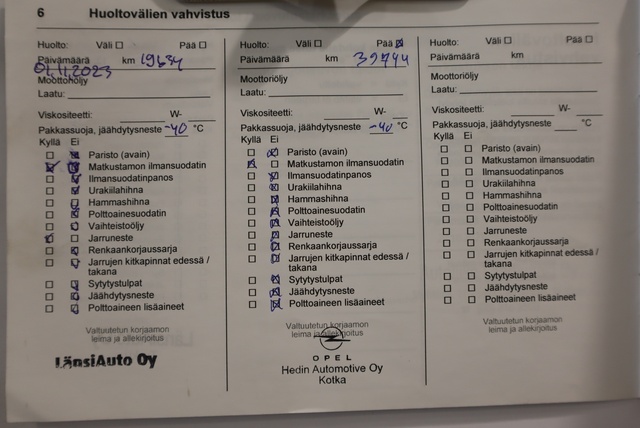 6 Huoltovälien vahvistus
Huolto: Väli Pää
Päivämäärä km 19684
01.11.2023
Moottoriöljy
Laatu:
Viskositeetti: W-
Pakkassuoja, jäähdytysneste -40 °C
Kyllä Ei
Paristo (avain)
Matkustamon ilmansuodatin
Ilmansuodatinpanos
Urakiilahihna
Hammashihna
Polttoainesuodatin
Vaihteistoöljy
Jarruneste
Renkaankorjaussarja
Jarrujen kitkapinnat edessä /
takana
Sytytystulpat
Jäähdytysneste
Polttoaineen lisäaineet
Valtuutetun korjaamon
leima ja allekirjoitus
LänsiAuto Oy
Huolto: Väli Pää
Päivämäärä km 39744
Moottoriöljy
Laatu:
Viskositeetti: W-
Pakkassuoja, jäähdytysneste -40 °C
Kyllä Ei
Paristo (avain)
Matkustamon ilmansuodatin
Ilmansuodatinpanos
Urakiilahihna
Hammashihna
Polttoainesuodatin
Vaihteistoöljy
Jarruneste
Renkaankorjaussarja
Jarrujen kitkapinnat edessä /
takana
Sytytystulpat
Jäähdytysneste
Polttoaineen lisäaineet
Valtuutetun korjaamon
leima ja allekirjoitus
OPEL
Hedin Automotive Oy
Kotka
Huolto: Väli Pää
Päivämäärä km
Moottoriöljy
Laatu:
Viskositeetti: W-
Pakkassuoja, jäähdytysneste °C
Kyllä Ei
Paristo (avain)
Matkustamon ilmansuodatin
Ilmansuodatinpanos
Urakiilahihna
Hammashihna
Polttoainesuodatin
Vaihteistoöljy
Jarruneste
Renkaankorjaussarja
Jarrujen kitkapinnat edessä /
takana
Sytytystulpat
Jäähdytysneste
Polttoaineen lisäaineet
Valtuutetun korjaamon
leima ja allekirjoitus